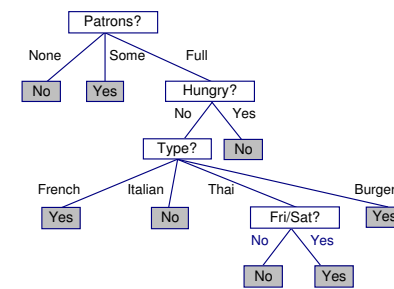 Patrons?
None Some Full
No Yes Hungry?
No Yes
Type? No
French Italian Thai Burger
Yes No Fri/Sat? Yes
No Yes
No Yes